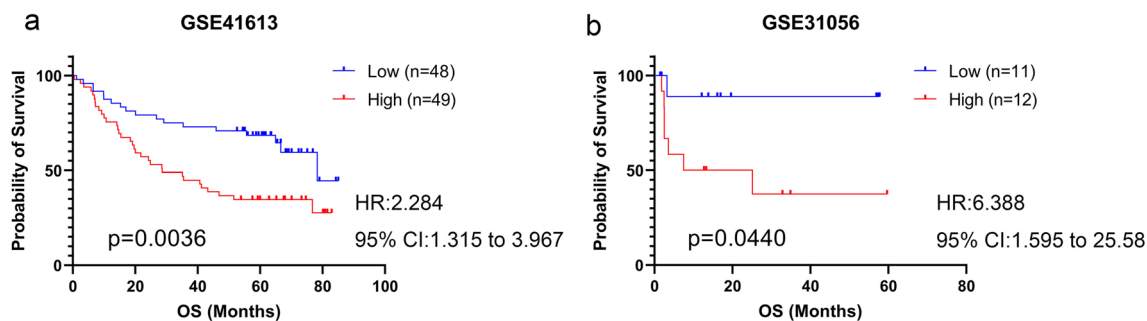 a
GSE41613
Probability of Survival
100
50
0
Low (n=48)
High (n=49)
HR:2.284
p=0.0036
95% CI:1.315 to 3.967
0 20 40 60 80 100
OS (Months)
b
GSE31056
Probability of Survival
100
50
0
Low (n=11)
High (n=12)
HR:6.388
p=0.0440
95% CI:1.595 to 25.58
0 20 40 60 80
OS (Months)